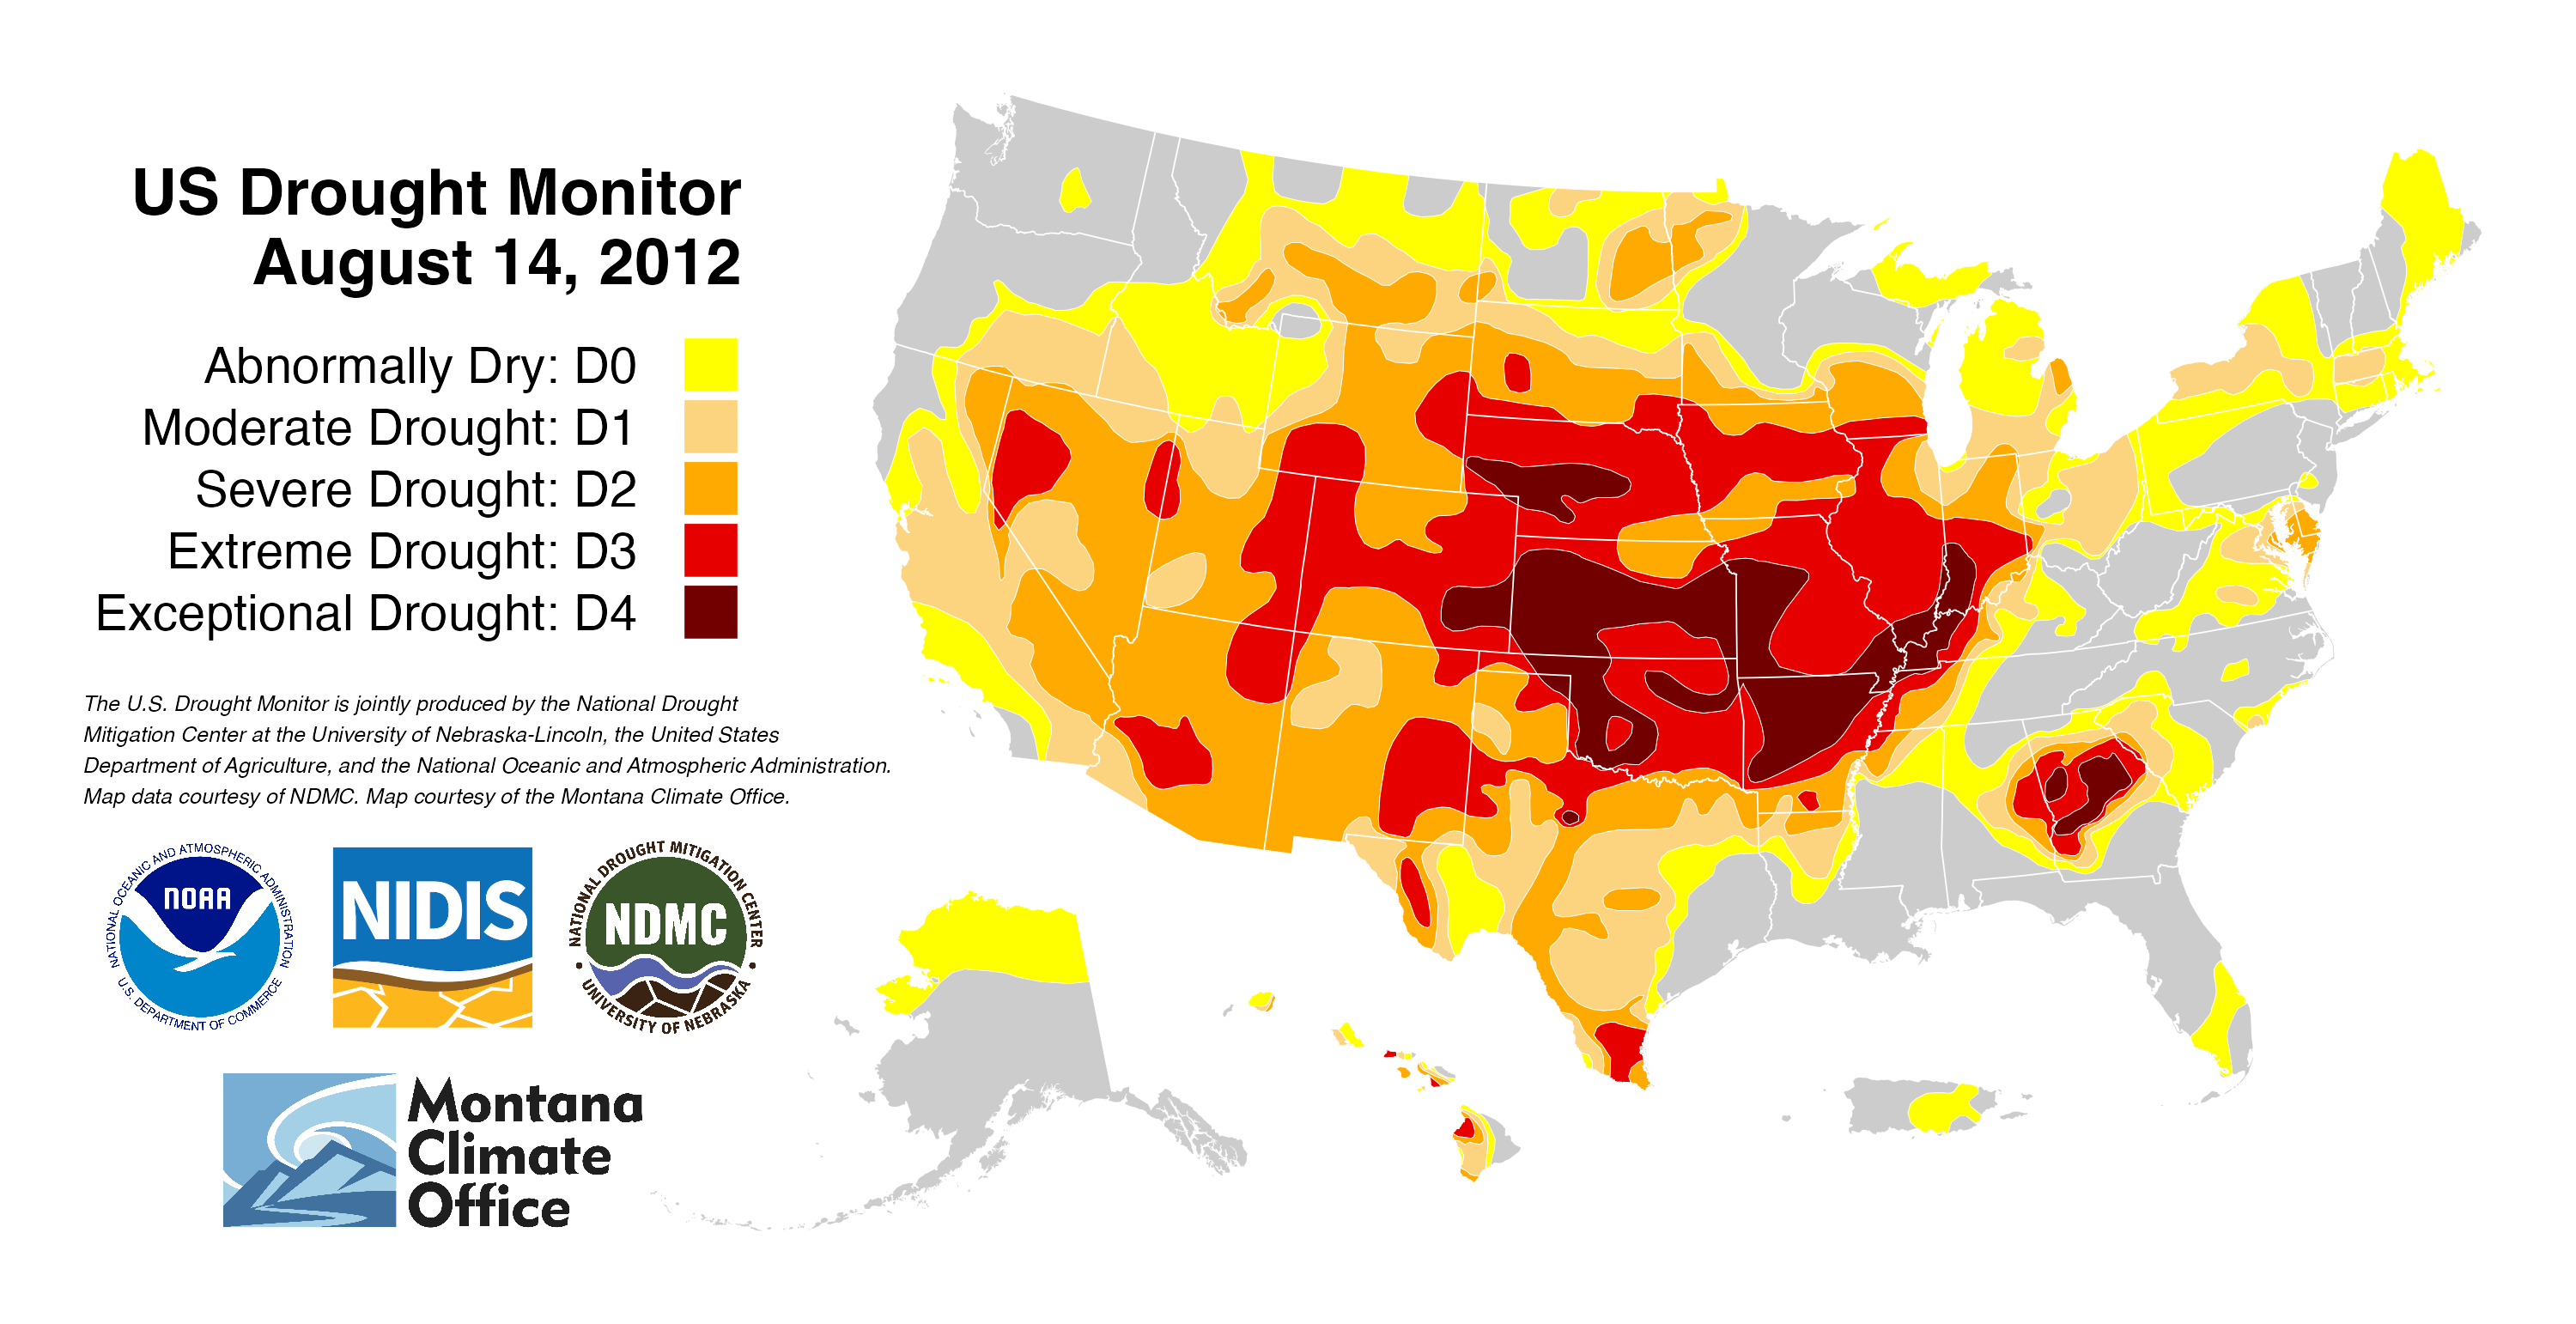 US Drought Monitor
August 14, 2012
Abnormally Dry: D0
Moderate Drought: D1
Severe Drought: D2
Extreme Drought: D3
Exceptional Drought: D4
The U.S. Drought Monitor is jointly produced by the National Drought
Mitigation Center at the University of Nebraska-Lincoln, the United States
Department of Agriculture, and the National Oceanic and Atmospheric Administration.
Map data courtesy of NDMC. Map courtesy of the Montana Climate Office.
NATIONAL OCEANIC AND ATMOSPHERIC ADMINISTRATION
NOAA
U.S. DEPARTMENT OF COMMERCE
NIDIS
NATIONAL DROUGHT MITIGATION CENTER
NDMC
UNIVERSITY OF NEBRASKA
Montana
Climate
Office